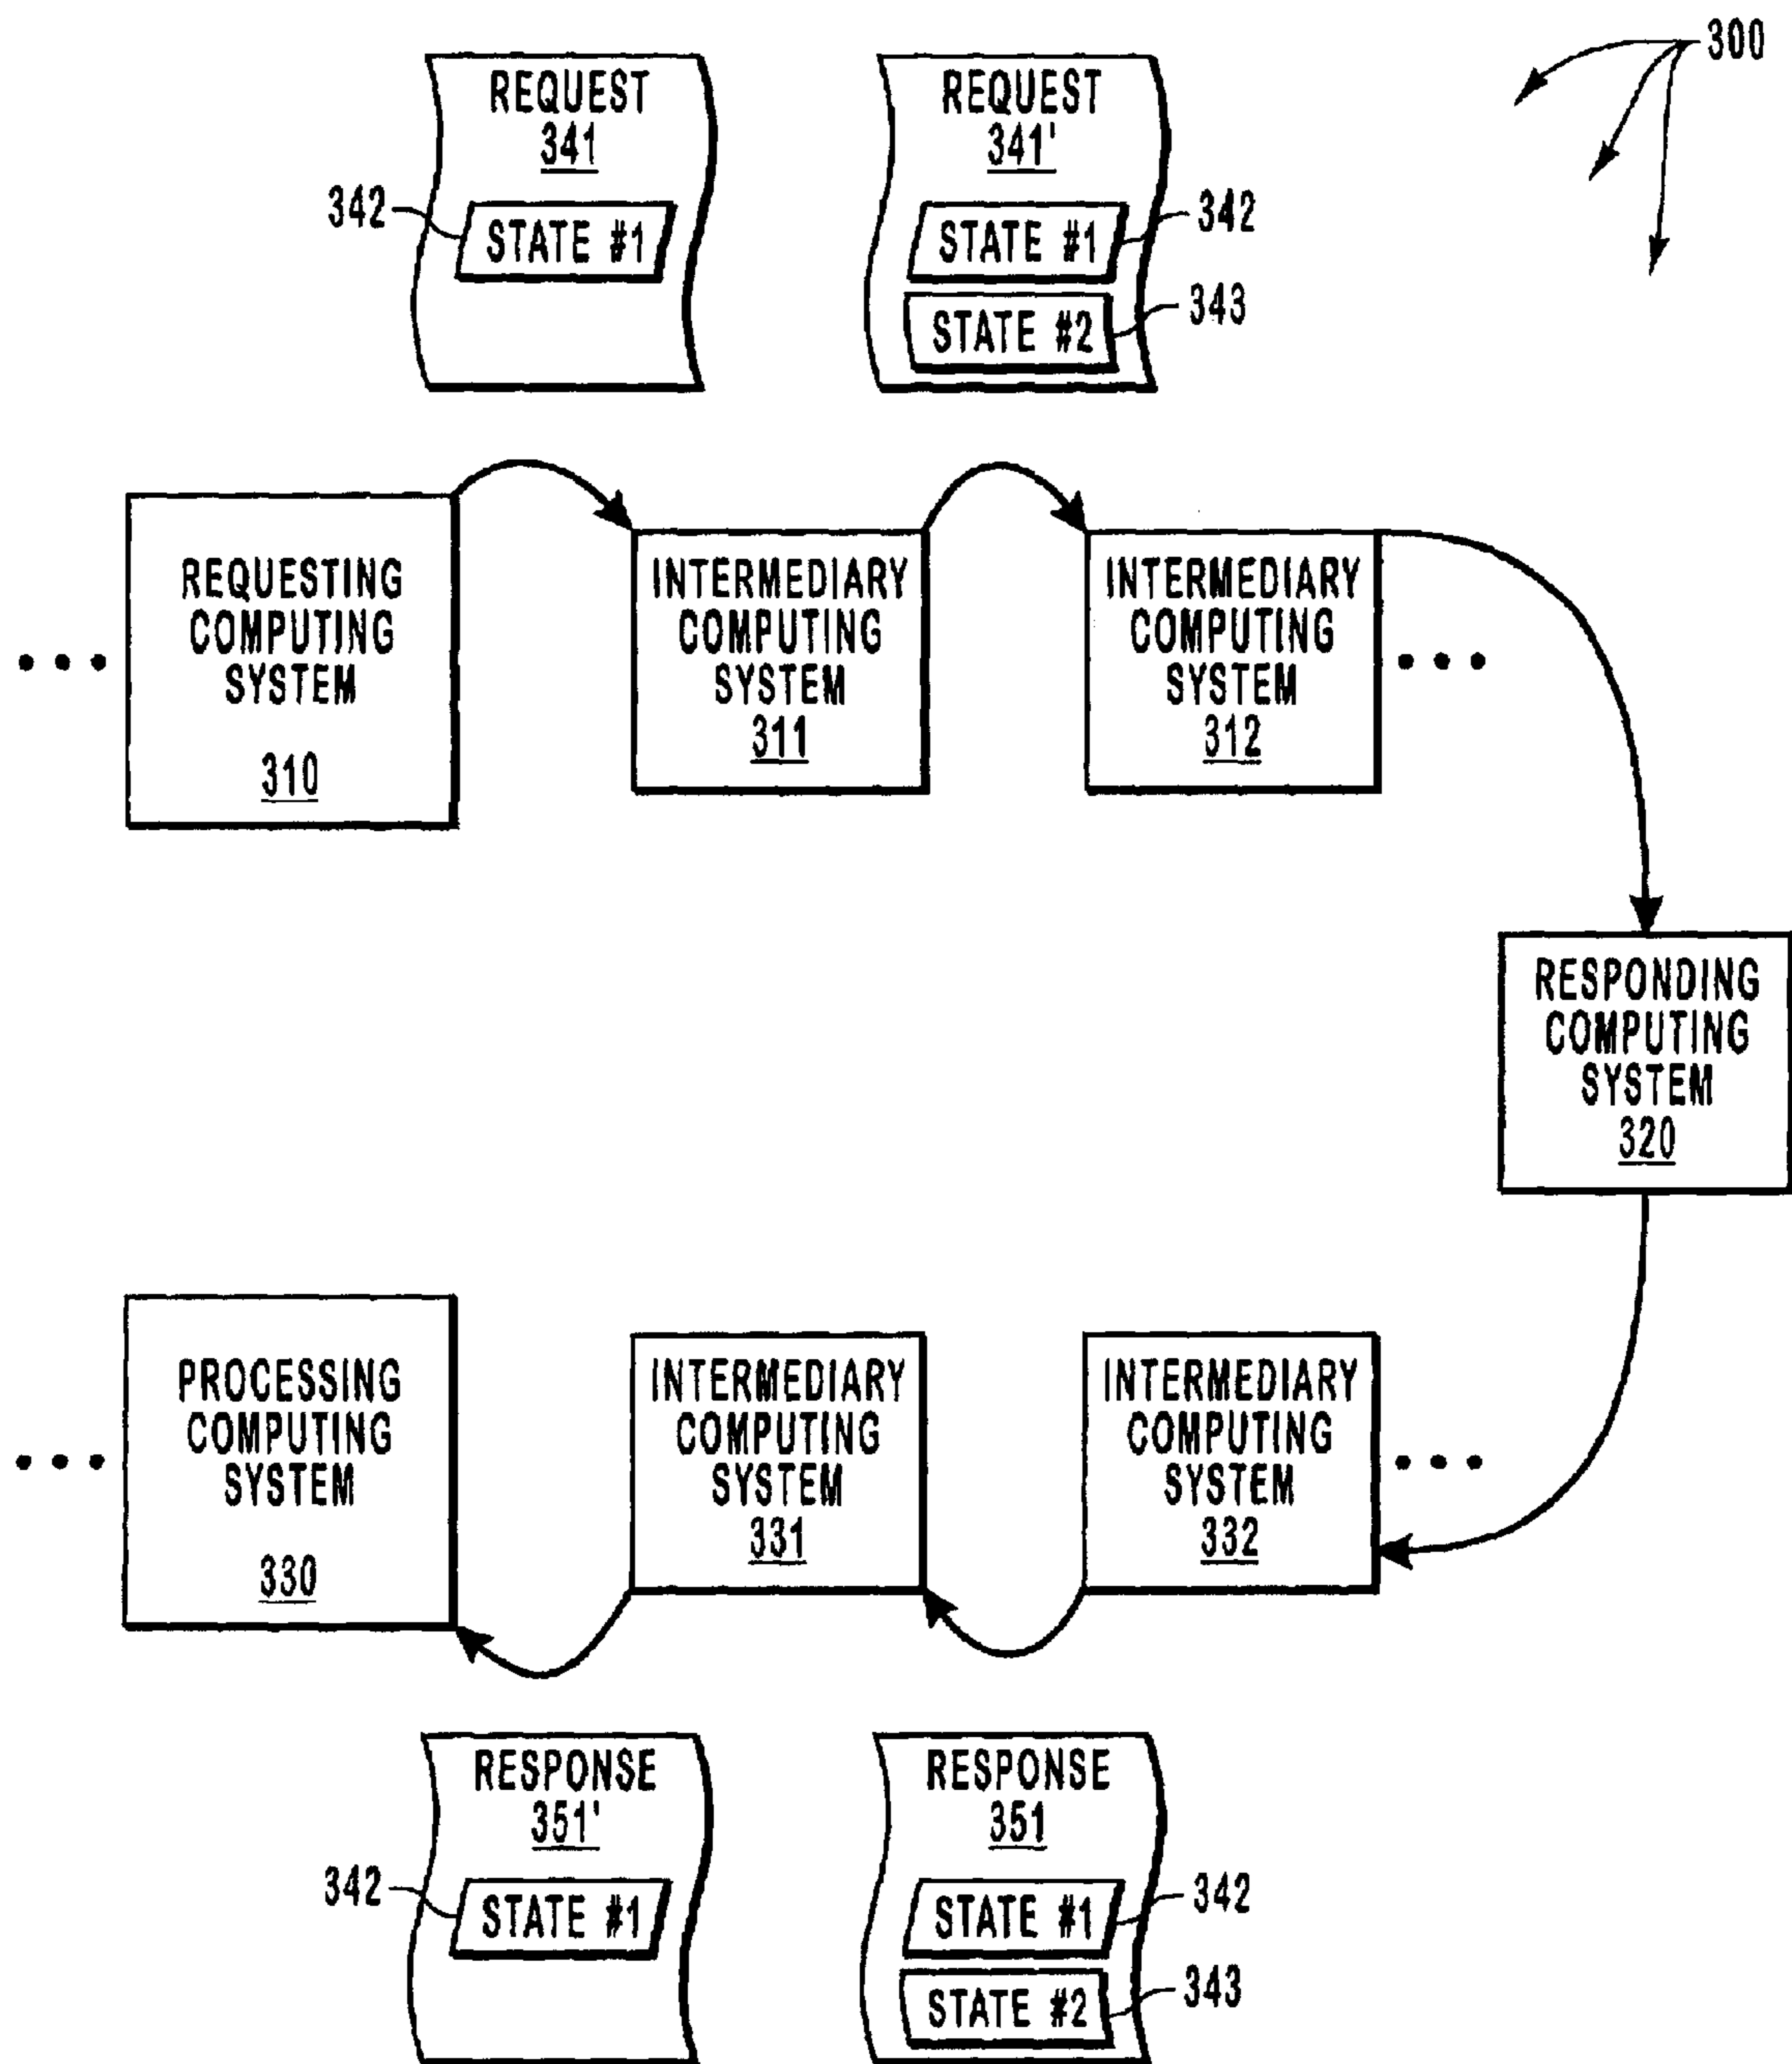 300
REQUEST
341
342
STATE #1
REQUEST
341'
STATE #1
342
STATE #2
343
REQUESTING
COMPUTING
SYSTEM
310
INTERMEDIARY
COMPUTING
SYSTEM
311
INTERMEDIARY
COMPUTING
SYSTEM
312
RESPONDING
COMPUTING
SYSTEM
320
PROCESSING
COMPUTING
SYSTEM
330
INTERMEDIARY
COMPUTING
SYSTEM
331
INTERMEDIARY
COMPUTING
SYSTEM
332
RESPONSE
351'
342
STATE #1
RESPONSE
351
STATE #1
342
STATE #2
343